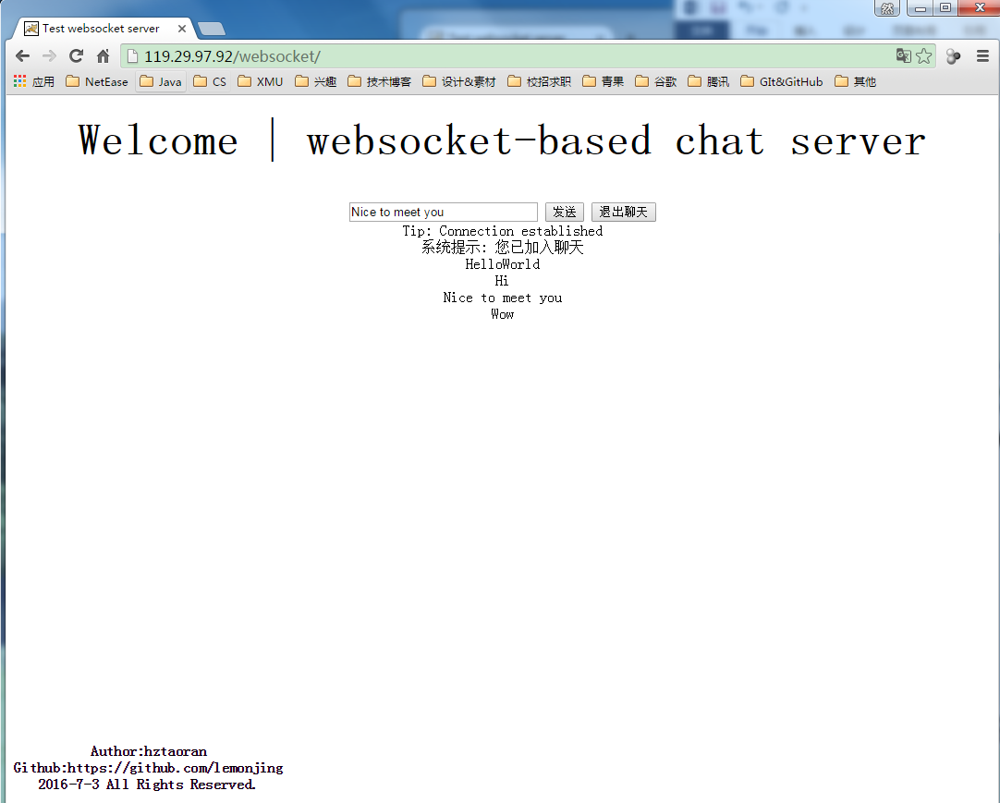 然
Test websocket server
119.29.97.92/websocket/
应用 NetEase Java CS XMU 兴趣 技术博客 设计&素材 校招求职 青果 谷歌 腾讯 GIt&GitHub 其他
Welcome | websocket-based chat server
Nice to meet you 发送 退出聊天
Tip: Connection established
系统提示: 您已加入聊天
HelloWorld
Hi
Nice to meet you
Wow
Author:hztaoran
Github:https://github.com/lemonjing
2016-7-3 All Rights Reserved.